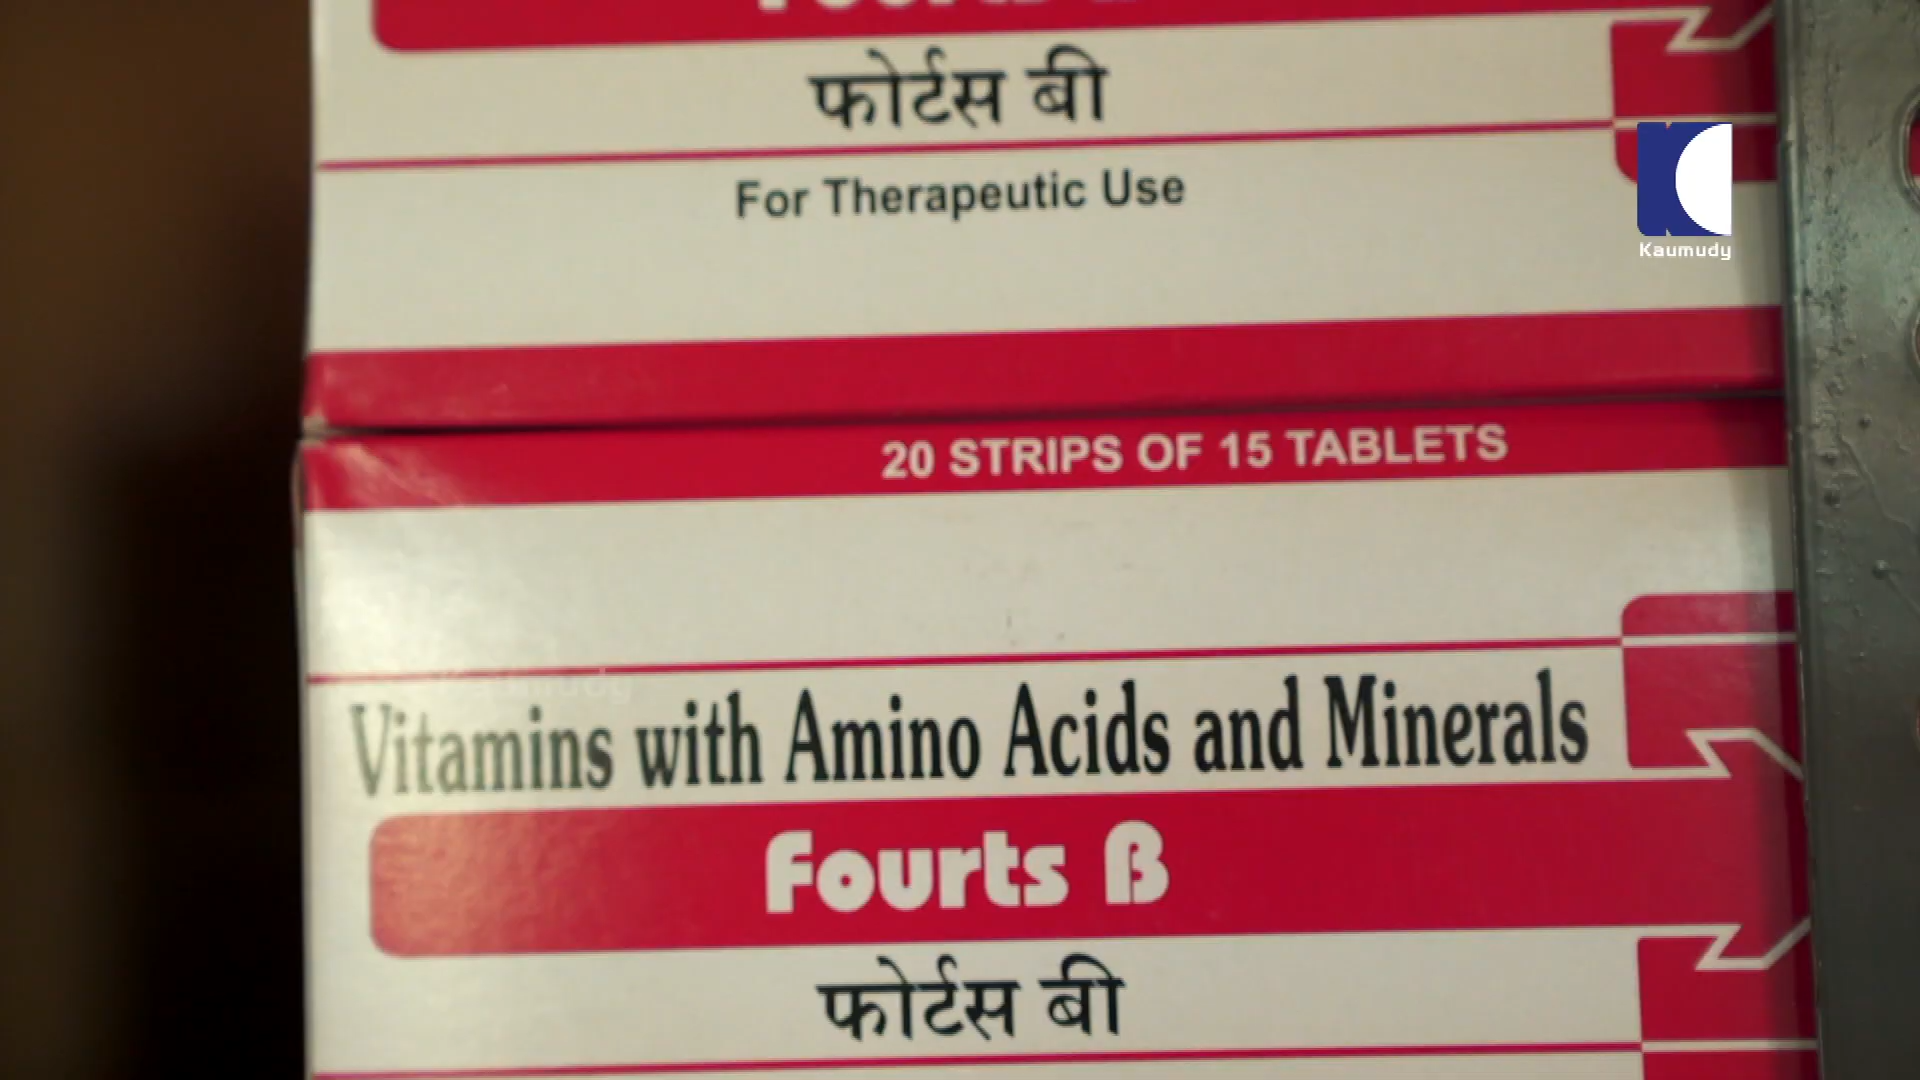 फोर्टस बी
For Therapeutic Use
Kaumudy
20 STRIPS OF 15 TABLETS
Vitamins with Amino Acids and Minerals
Fourts B
फोर्टस बी